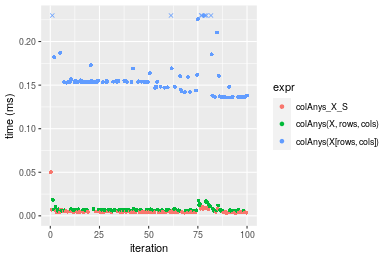 0.20
0.15
0.10
0.05
0.00
time (ms)
0
25
50
75
100
iteration
expr
colAnys_X_S
colAnys(X, rows, cols)
colAnys(X[rows, cols])